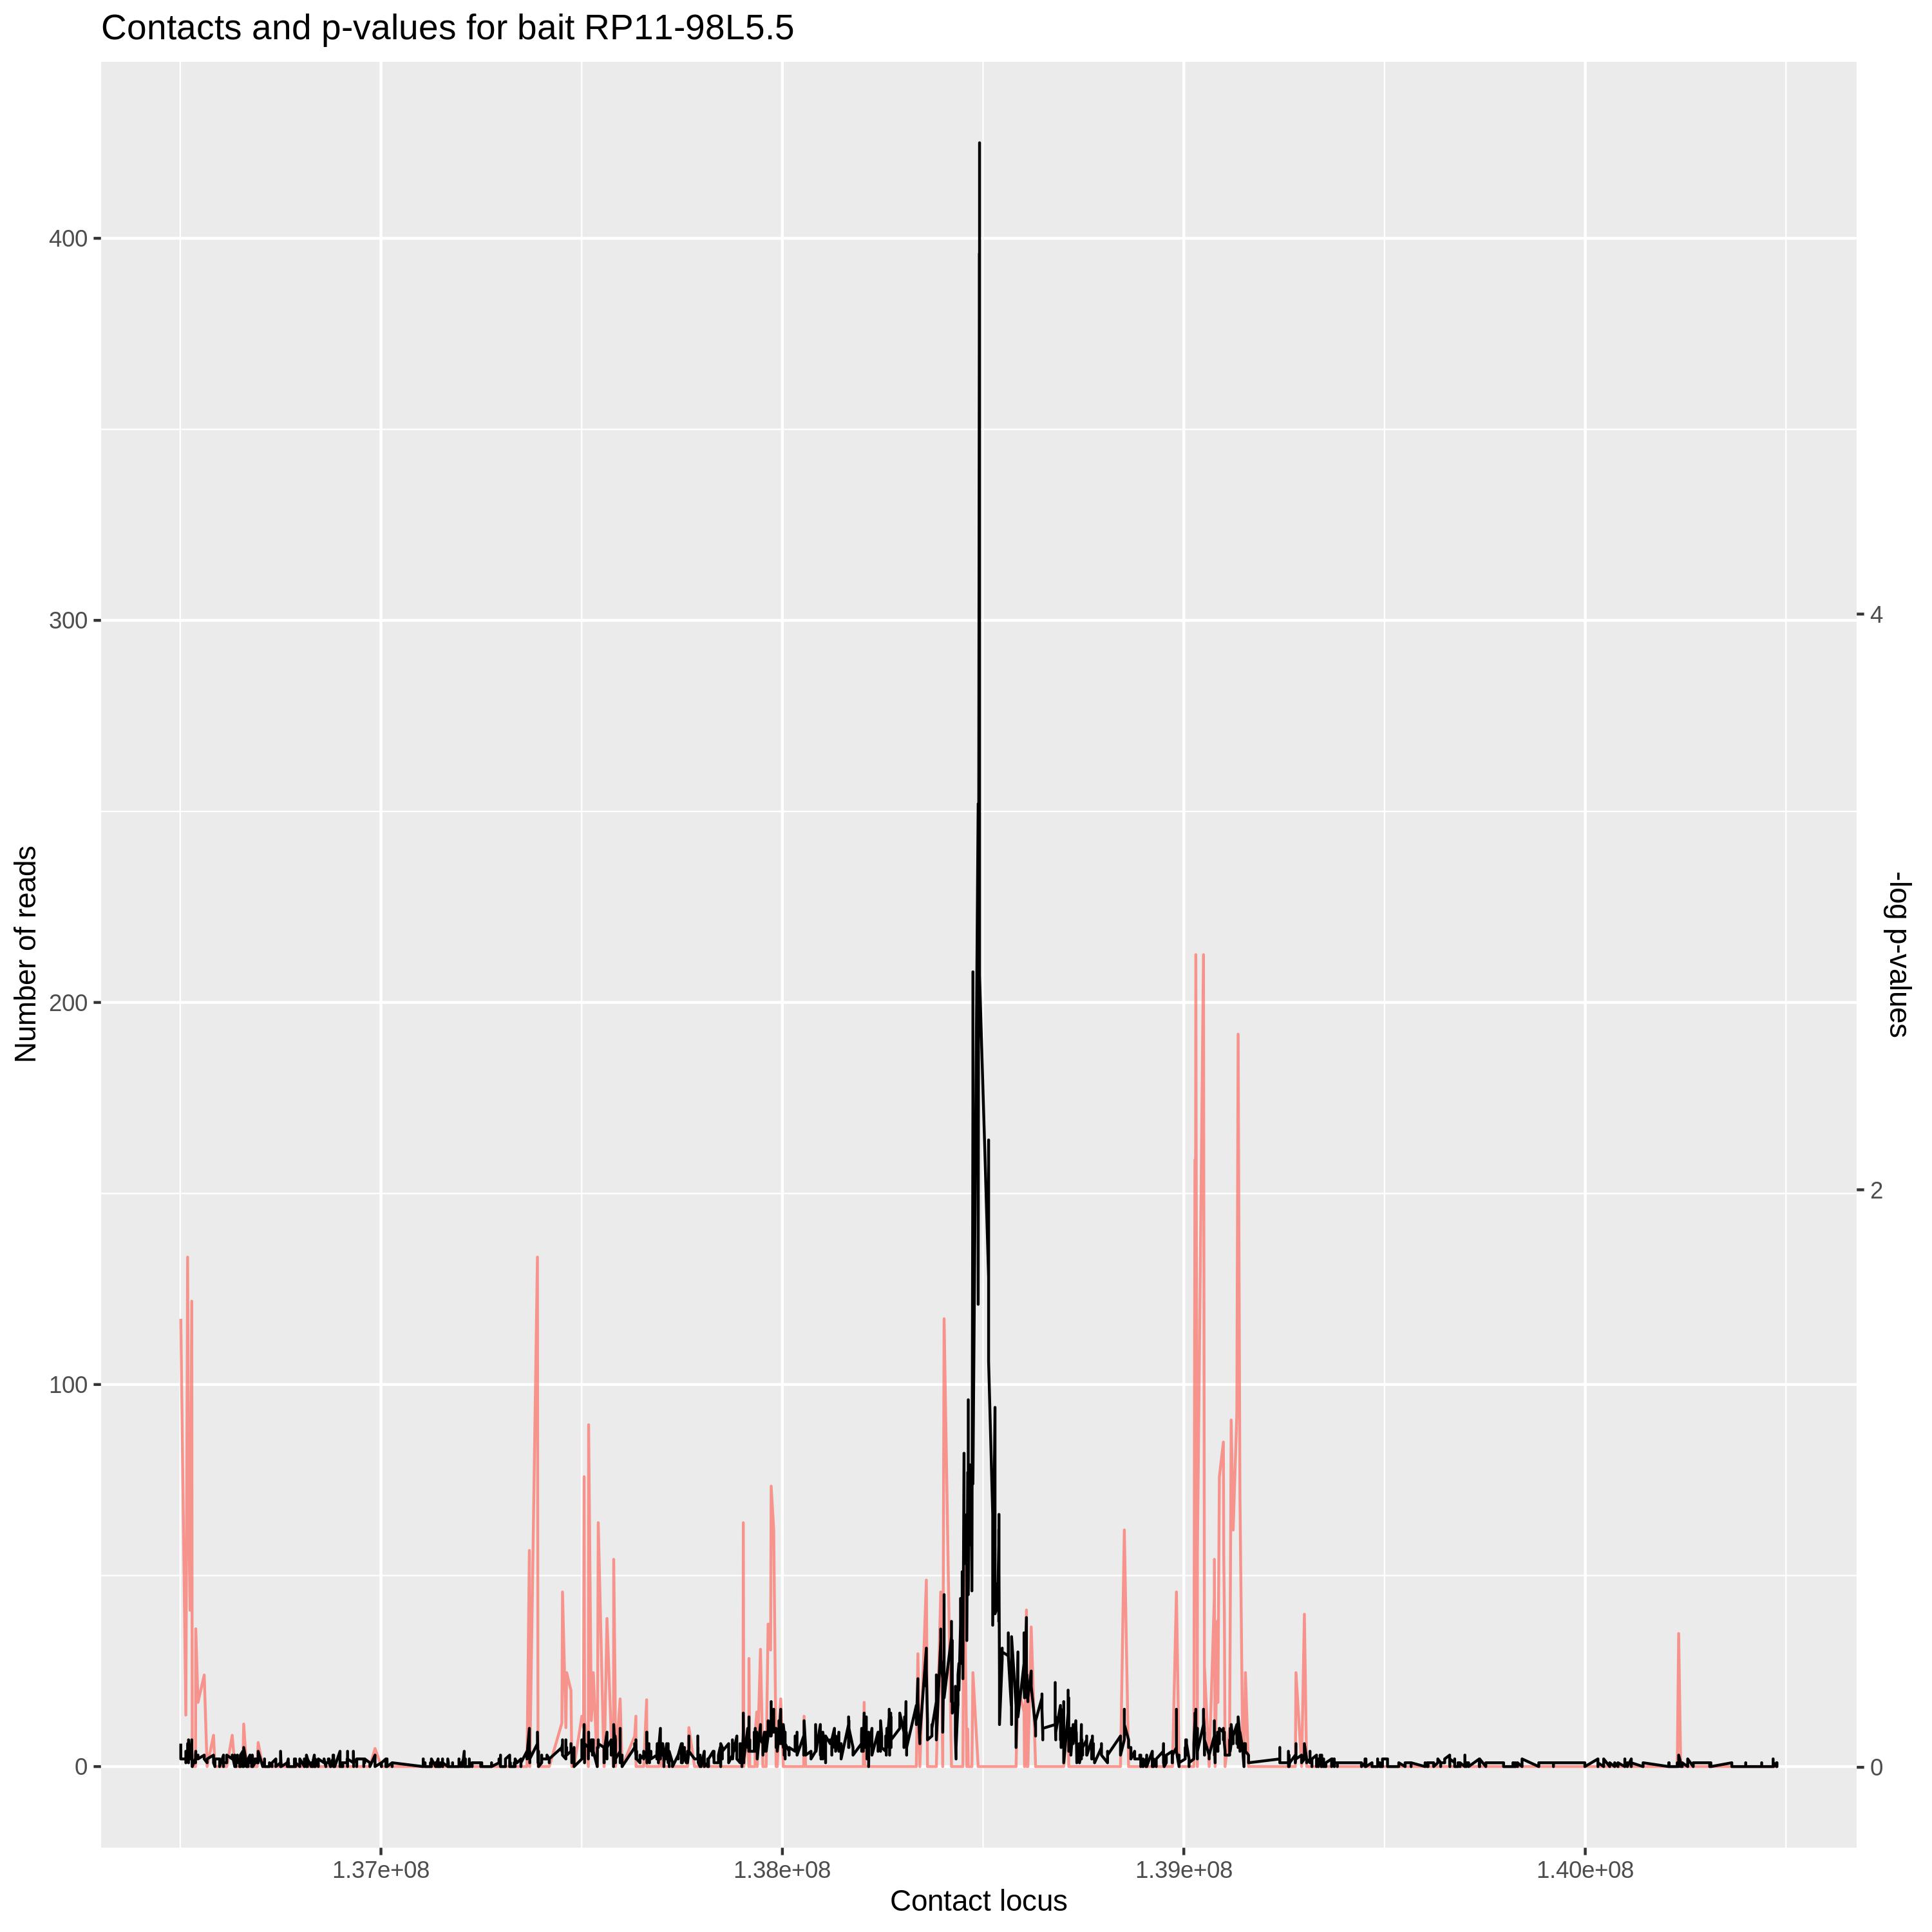 Contacts and p-values for bait RP11-98L5.5
400
300
200
100
0
Number of reads
4
2
0
-log p-values
1.37e+08
1.38e+08
1.39e+08
1.40e+08
Contact locus